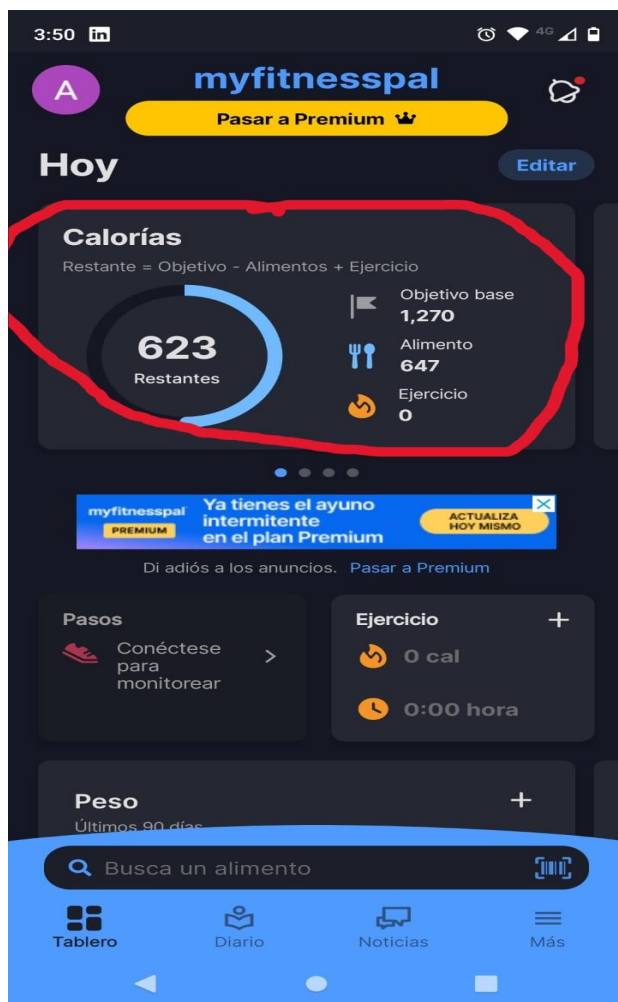 3:50 in
4G
A
myfitnesspal
Pasar a Premium
Hoy
Editar
Calorías
Restante = Objetivo - Alimentos + Ejercicio
623
Restantes
Objetivo base
1,270
Alimento
647
Ejercicio
0
myfitnesspal
PREMIUM
Ya tienes el ayuno
intermitente
en el plan Premium
ACTUALIZA
HOY MISMO
Di adiós a los anuncios. Pasar a Premium
Pasos
Conéctese
para
monitorear
Ejercicio
0 cal
0:00 hora
Peso
Últimos 90 días
Busca un alimento
Tablero
Diario
Noticias
Más